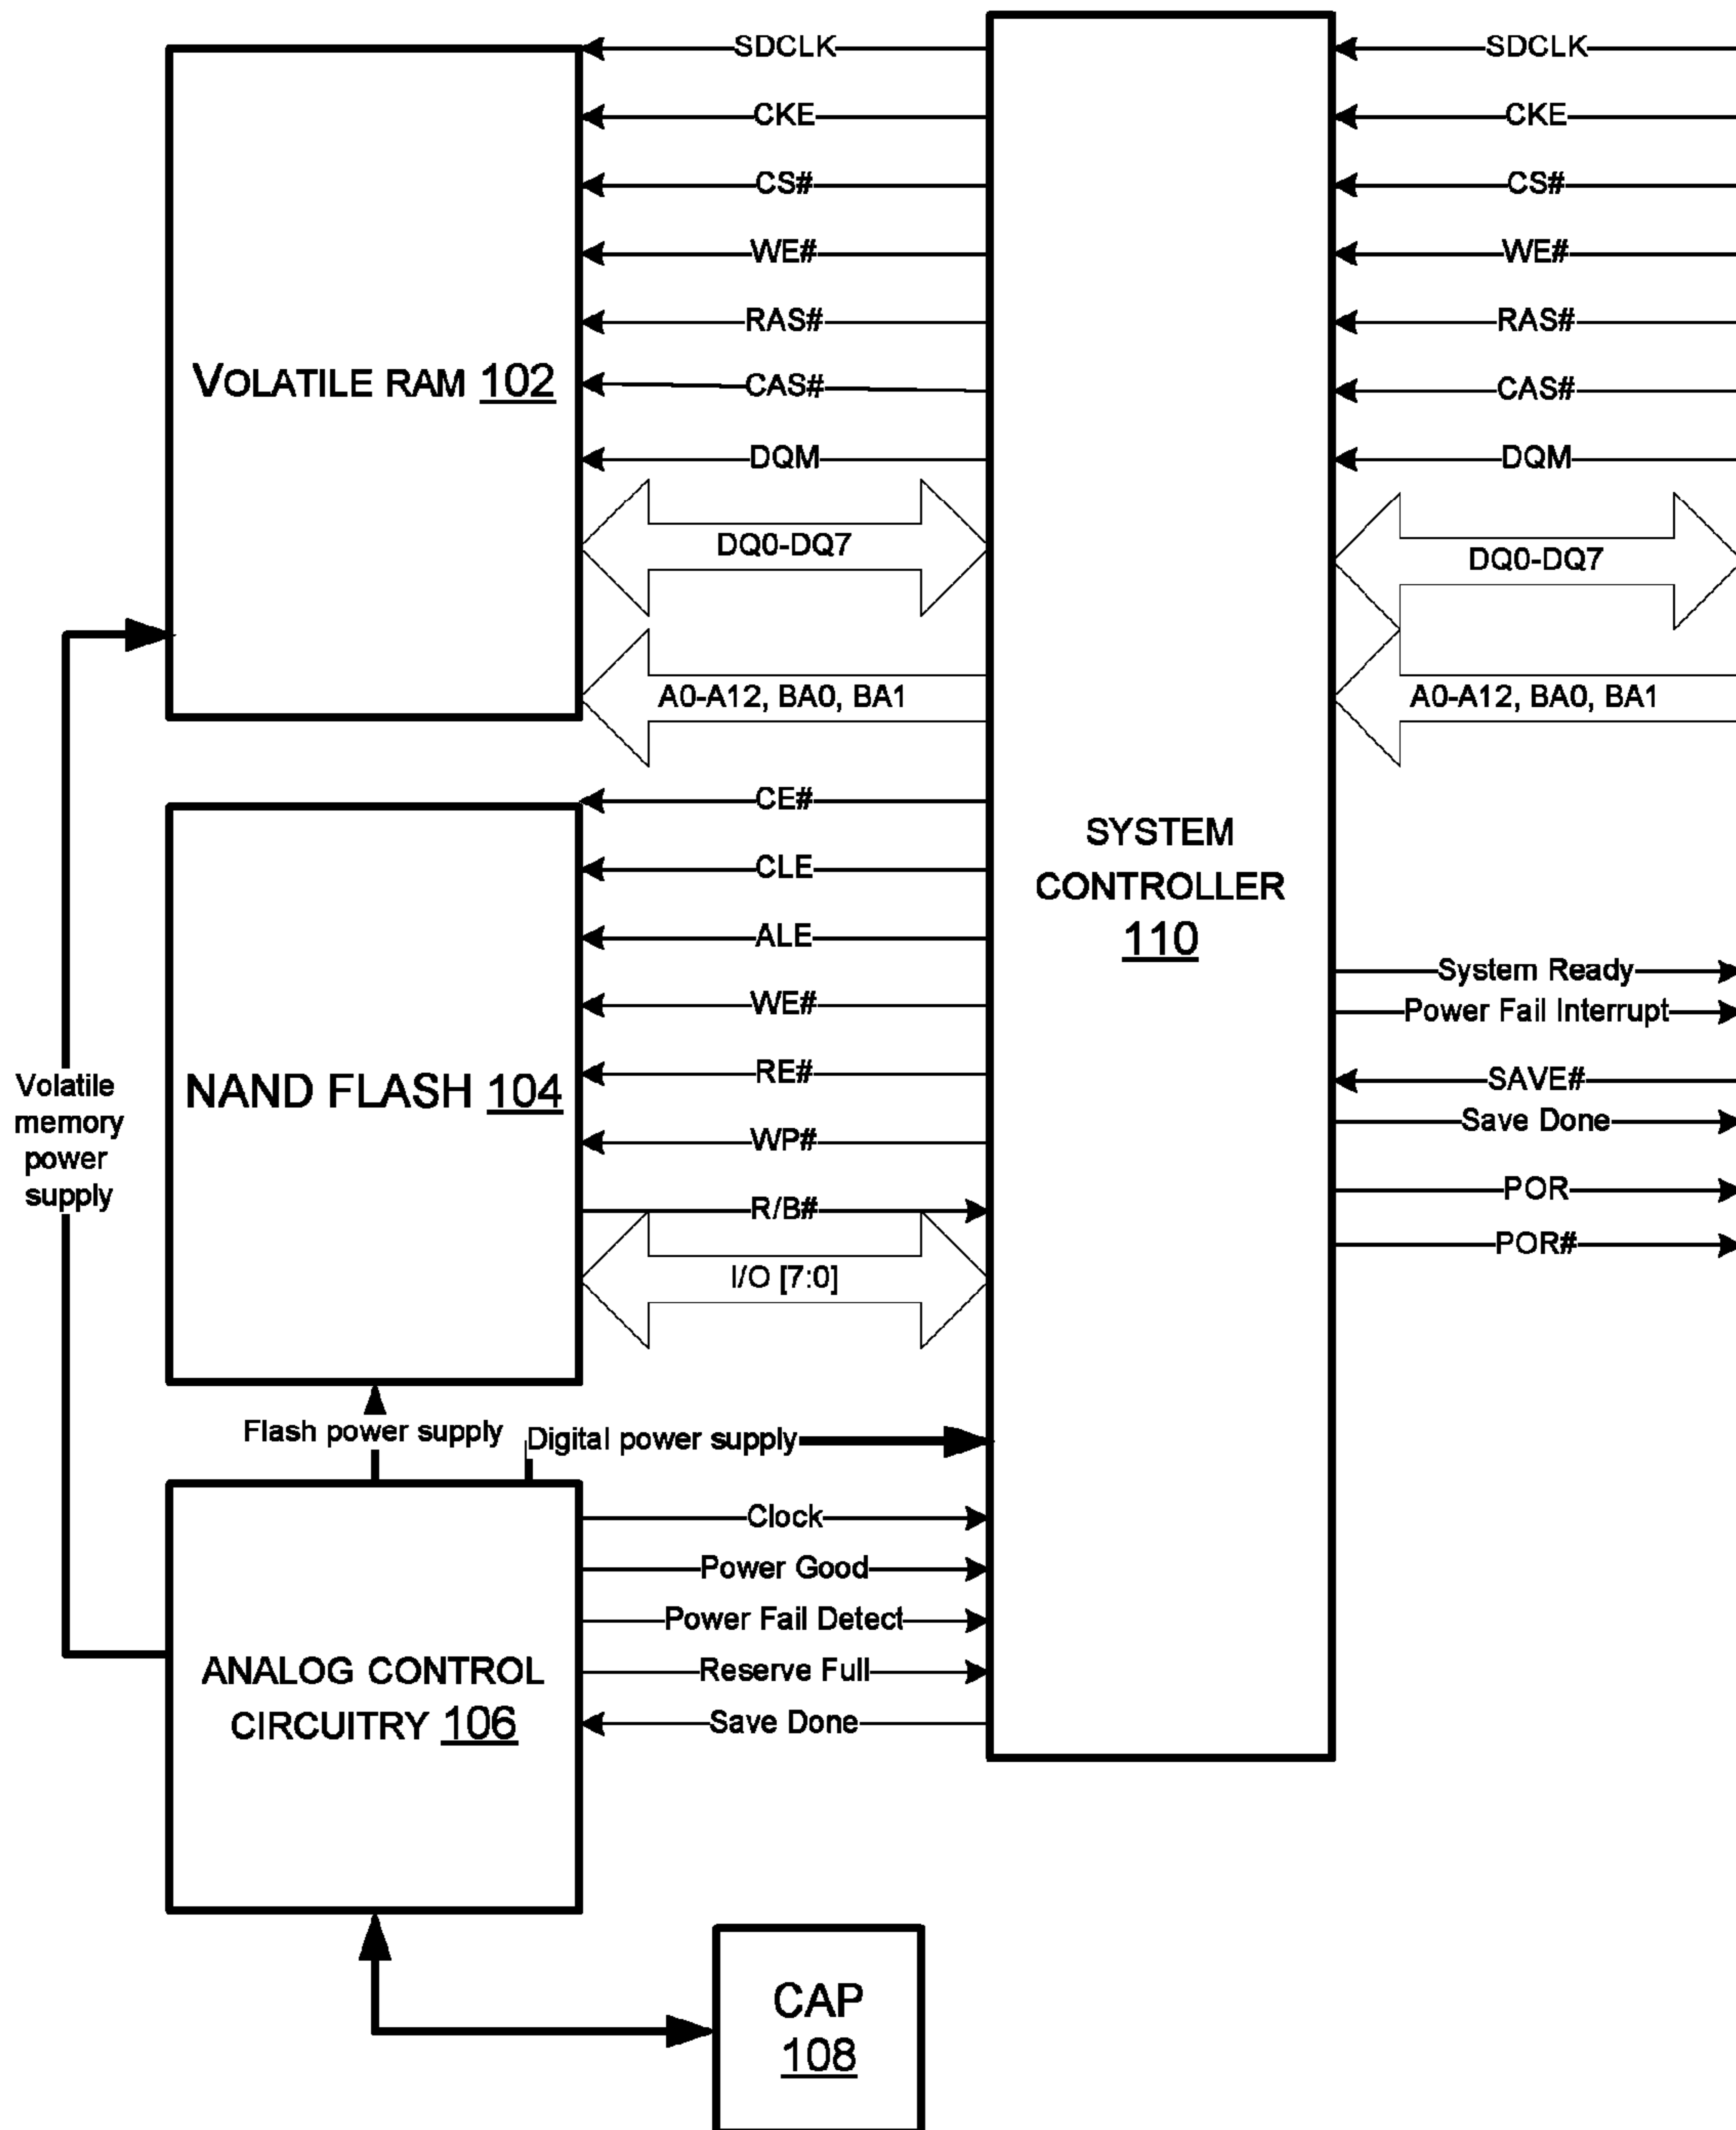 SDCLK
CKE
CS#
WE#
RAS#
CAS#
DQM
DQ0-DQ7
A0-A12, BA0, BA1
VOLATILE RAM 102
SDCLK
CKE
CS#
WE#
RAS#
CAS#
DQM
DQ0-DQ7
A0-A12, BA0, BA1
CE#
CLE
ALE
WE#
RE#
WP#
R/B#
I/O [7:0]
NAND FLASH 104
SYSTEM
CONTROLLER
110
System Ready
Power Fail Interrupt
SAVE#
Save Done
POR
POR#
Volatile
memory
power
supply
Flash power supply
Digital power supply
Clock
Power Good
Power Fail Detect
Reserve Full
Save Done
ANALOG CONTROL
CIRCUITRY 106
CAP
108